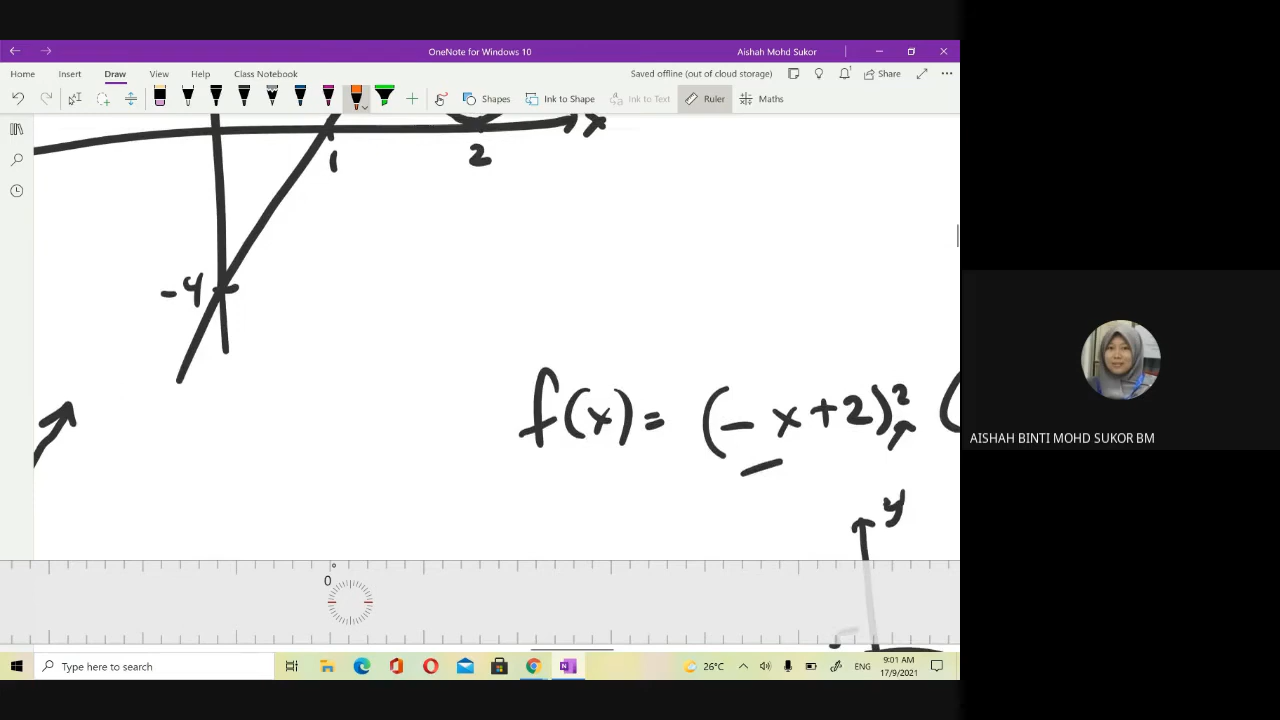 OneNote for Windows 10
Aishah Mohd Sukor
Home Insert Draw View Help Class Notebook
Saved offline (out of cloud storage) Share
Shapes Ink to Shape Ink to Text Ruler Maths
x
1 2
-4
f(x) = (-x+2)² (
y
0
AISHAH BINTI MOHD SUKOR BM
Type here to search
26°C ENG 9:01 AM
17/9/2021